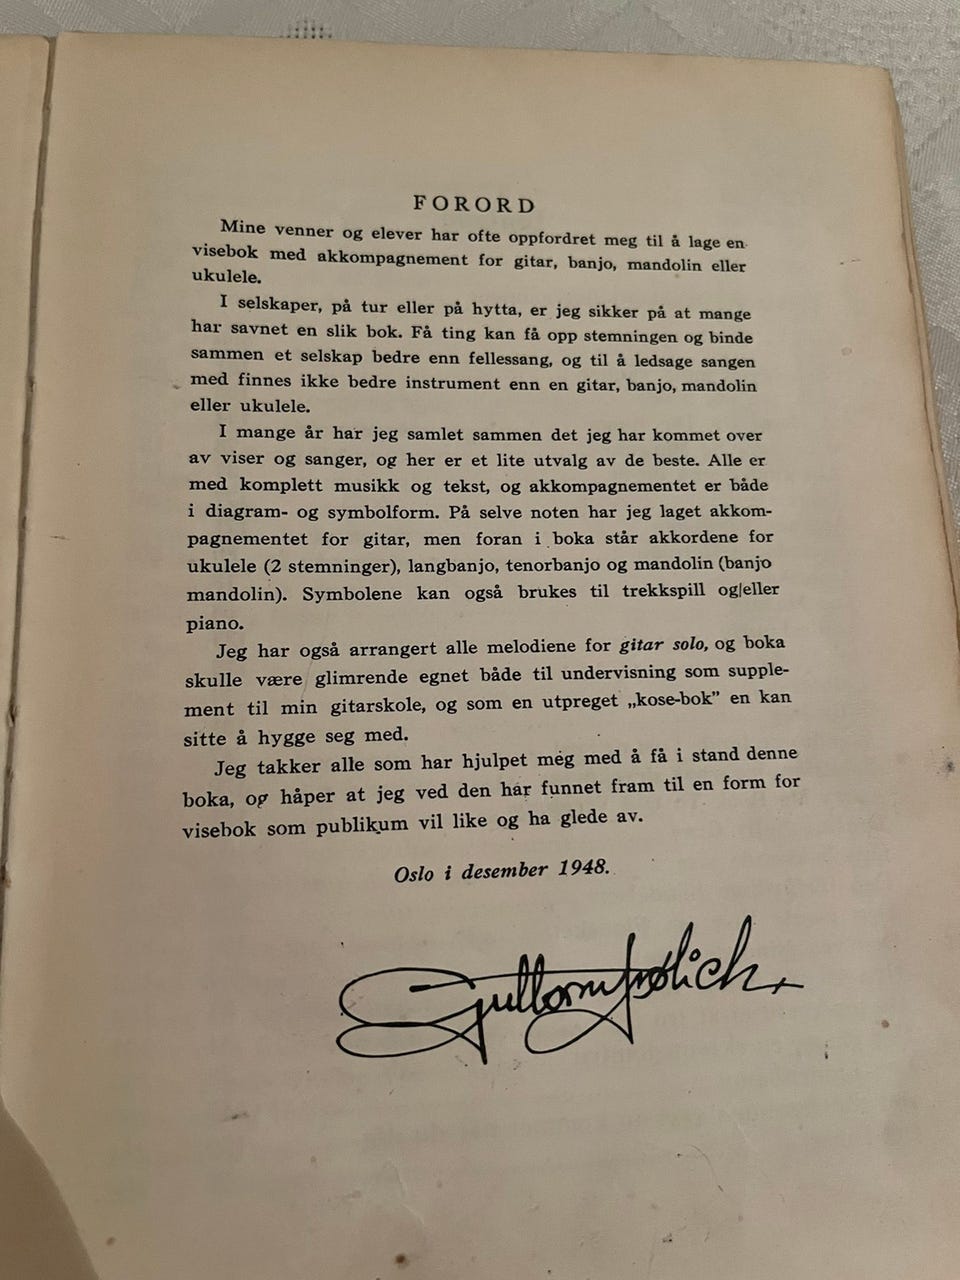 FORORD
Mine venner og elever har ofte oppfordret meg til å lage en
visebok med akkompagnement for gitar, banjo, mandolin eller
ukulele.
I selskaper, på tur eller på hytta, er jeg sikker på at mange
har savnet en slik bok. Få ting kan få opp stemningen og binde
sammen et selskap bedre enn fellessang, og til å ledsage sangen
med finnes ikke bedre instrument enn en gitar, banjo, mandolin
eller ukulele.
I mange år har jeg samlet sammen det jeg har kommet over
av viser og sanger, og her er et lite utvalg av de beste. Alle er
med komplett musikk og tekst, og akkompagnementet er både
i diagram- og symbolform. På selve noten har jeg laget akkom-
pagnementet for gitar, men foran i boka står akkordene for
ukulele (2 stemninger), langbanjo, tenorbanjo og mandolin (banjo
mandolin). Symbolene kan også brukes til trekkspill og/eller
piano.
Jeg har også arrangert alle melodiene for gitar solo, og boka
skulle være glimrende egnet både til undervisning som supple-
ment til min gitarskole, og som en utpreget „kose-bok” en kan
sitte å hygge seg med.
Jeg takker alle som har hjulpet meg med å få i stand denne
boka, og håper at jeg ved den har funnet fram til en form for
visebok som publikum vil like og ha glede av.
Oslo i desember 1948.
Guttorm Frølich